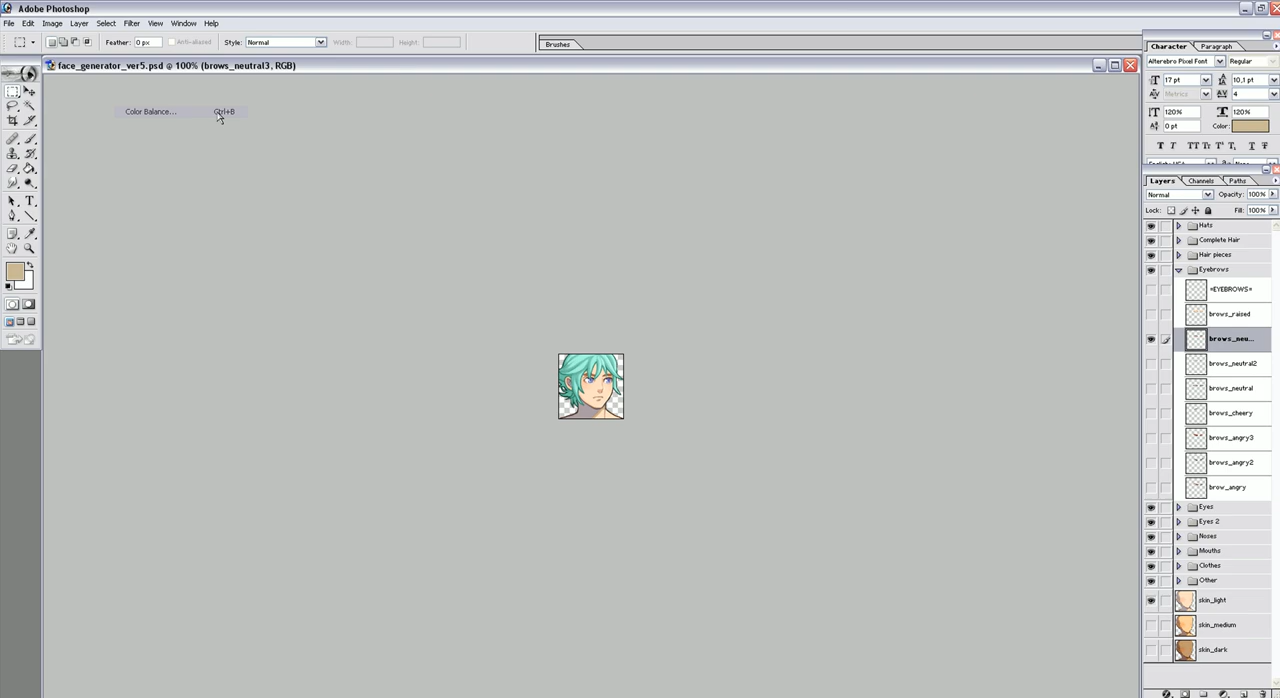 Adobe Photoshop
File Edit Image Layer Select Filter View Window Help
Feather: 0 px Anti-aliased Style: Normal Width: Height: Brushes
face_generator_ver5.psd @ 100% (brows_neutral3, RGB)
Color Balance... Ctrl+B
Character Paragraph
Alterebro Pixel Font Regular
17 pt 10,1 pt
Metrics 4
120% 120%
0 pt Color:
T T TT Tr T¹ T₁ T T
Layers Channels Paths
Normal Opacity: 100%
Lock: Fill: 100%
Hats
Complete Hair
Hair pieces
Eyebrows
=EYEBROWS=
brows_raised
brows_neu...
brows_neutral2
brows_neutral
brows_cheery
brows_angry3
brows_angry2
brow_angry
Eyes
Eyes 2
Noses
Mouths
Clothes
Other
skin_light
skin_medium
skin_dark